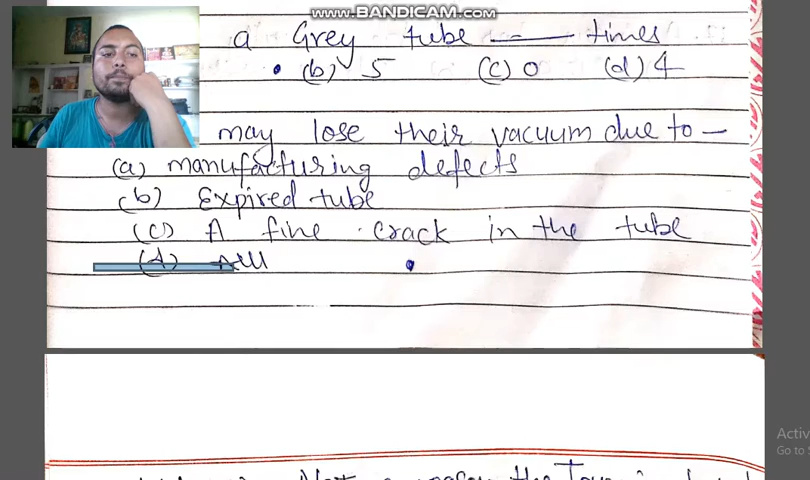 WWW.BANDICAM.COM
a Grey tube —— times
(b) 5 (c) 0 (d) 4
may lose their vacuum due to —
(a) manufacturing defects
(b) Expired tube
(c) A fine crack in the tube
(d) All
Activ
Go to S